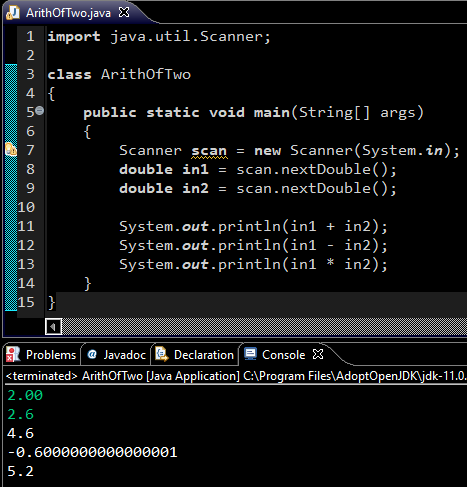 ArithOfTwo.java
1 import java.util.Scanner;
2
3 class ArithOfTwo
4 {
5     public static void main(String[] args)
6     {
7         Scanner scan = new Scanner(System.in);
8         double in1 = scan.nextDouble();
9         double in2 = scan.nextDouble();
10
11         System.out.println(in1 + in2);
12         System.out.println(in1 - in2);
13         System.out.println(in1 * in2);
14     }
15 }
Problems @ Javadoc Declaration Console
<terminated> ArithOfTwo [Java Application] C:\Program Files\AdoptOpenJDK\jdk-11.0.
2.00
2.6
4.6
-0.6000000000000001
5.2